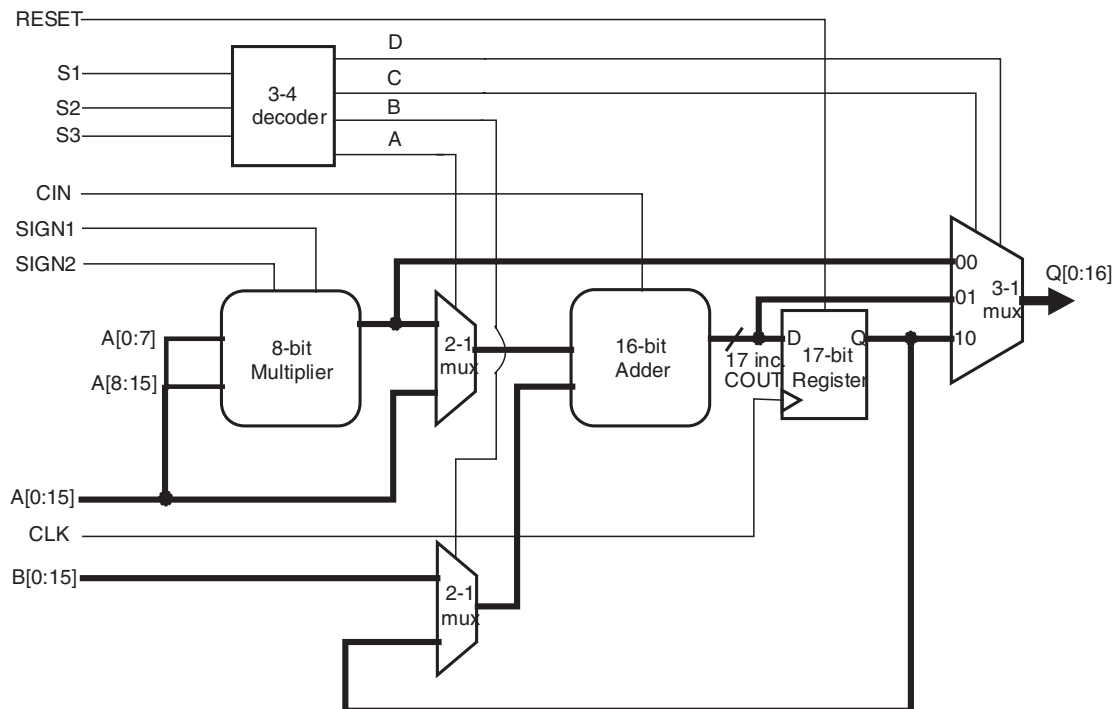 RESET
D
S1
3-4
decoder
C
S2
B
S3
A
CIN
SIGN1
SIGN2
00
Q[0:16]
3-1
mux
01
A[0:7]
8-bit
Multiplier
2-1
mux
16-bit
Adder
D
Q
10
17 inc.
COUT
17-bit
Register
A[8:15]
A[0:15]
CLK
B[0:15]
2-1
mux